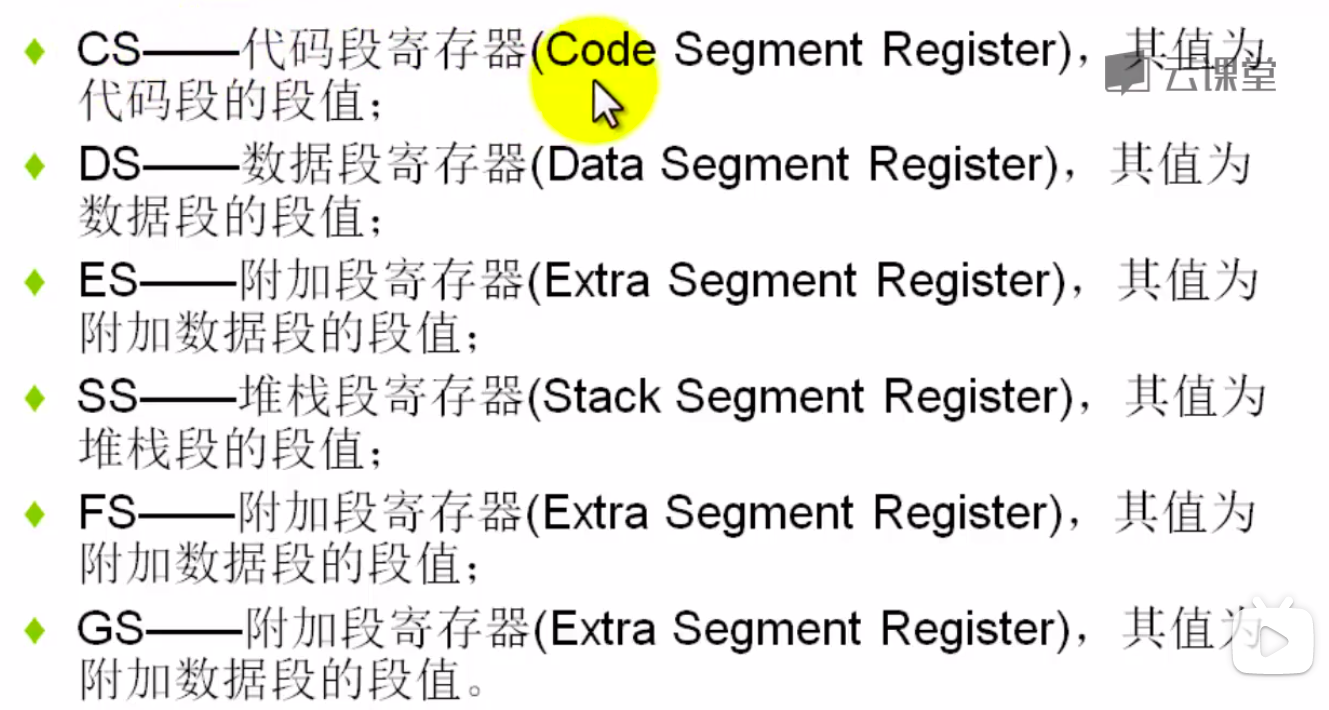 CS——代码段寄存器(Code Segment Register)，其值为
云课堂
代码段的段值；
DS——数据段寄存器(Data Segment Register)，其值为
数据段的段值；
ES——附加段寄存器(Extra Segment Register)，其值为
附加数据段的段值；
SS——堆栈段寄存器(Stack Segment Register)，其值为
堆栈段的段值；
FS——附加段寄存器(Extra Segment Register)，其值为
附加数据段的段值；
GS——附加段寄存器(Extra Segment Register)，其值为
附加数据段的段值。